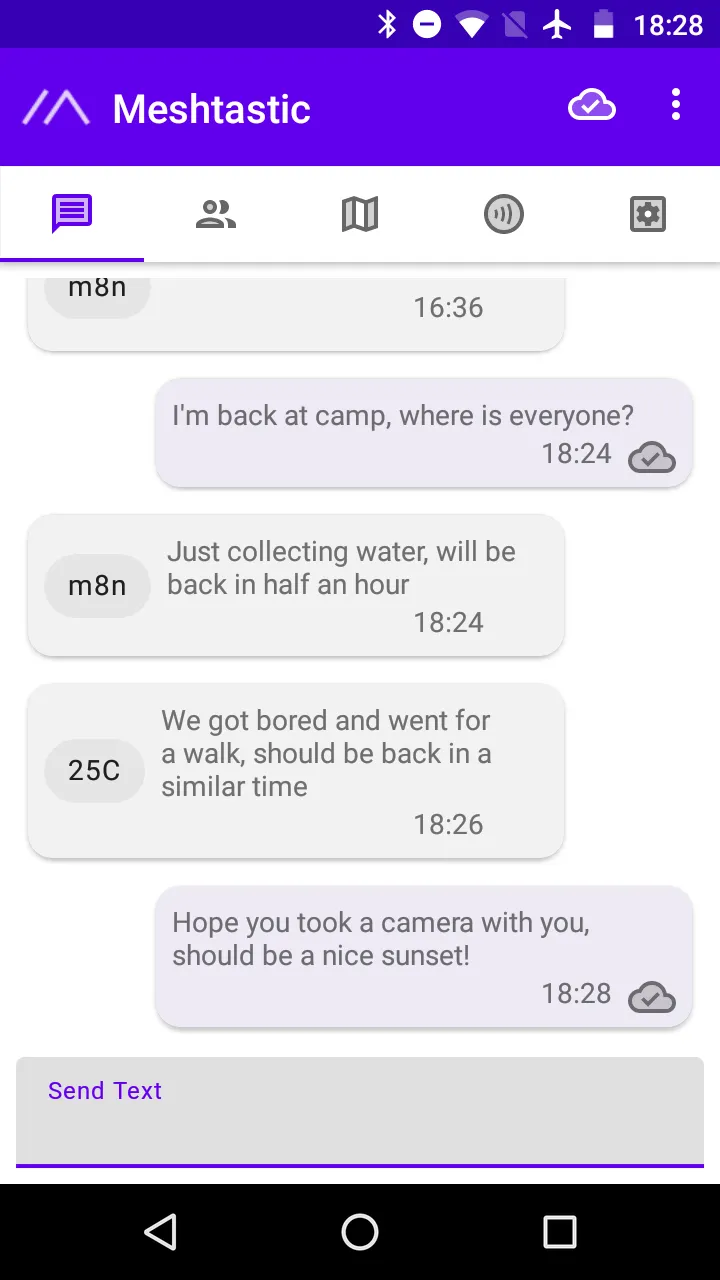 18:28
Meshtastic
m8n
16:36
I'm back at camp, where is everyone?
18:24
Just collecting water, will be
back in half an hour
m8n
18:24
We got bored and went for
a walk, should be back in a
similar time
25C
18:26
Hope you took a camera with you,
should be a nice sunset!
18:28
Send Text